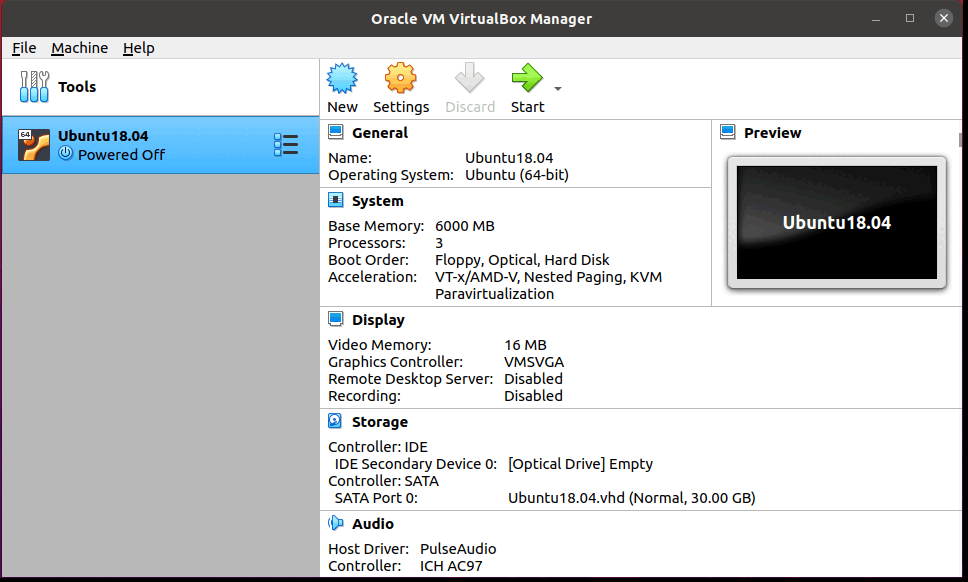 Oracle VM VirtualBox Manager
File Machine Help
Tools
New Settings Discard Start
64
Ubuntu18.04
Powered Off
General
Name: Ubuntu18.04
Operating System: Ubuntu (64-bit)
Preview
Ubuntu18.04
System
Base Memory: 6000 MB
Processors: 3
Boot Order: Floppy, Optical, Hard Disk
Acceleration: VT-x/AMD-V, Nested Paging, KVM
Paravirtualization
Display
Video Memory: 16 MB
Graphics Controller: VMSVGA
Remote Desktop Server: Disabled
Recording: Disabled
Storage
Controller: IDE
IDE Secondary Device 0: [Optical Drive] Empty
Controller: SATA
SATA Port 0: Ubuntu18.04.vhd (Normal, 30.00 GB)
Audio
Host Driver: PulseAudio
Controller: ICH AC97